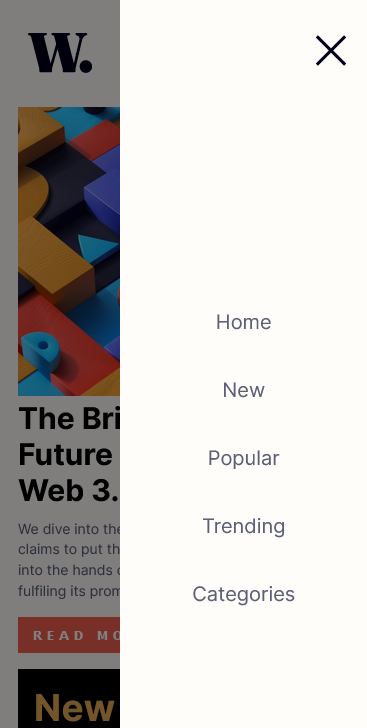 W.
Home
New
Popular
Trending
Categories
The Bri
Future
Web 3.
We dive into the
claims to put th
into the hands
fulfiling its prom
READ MO
New